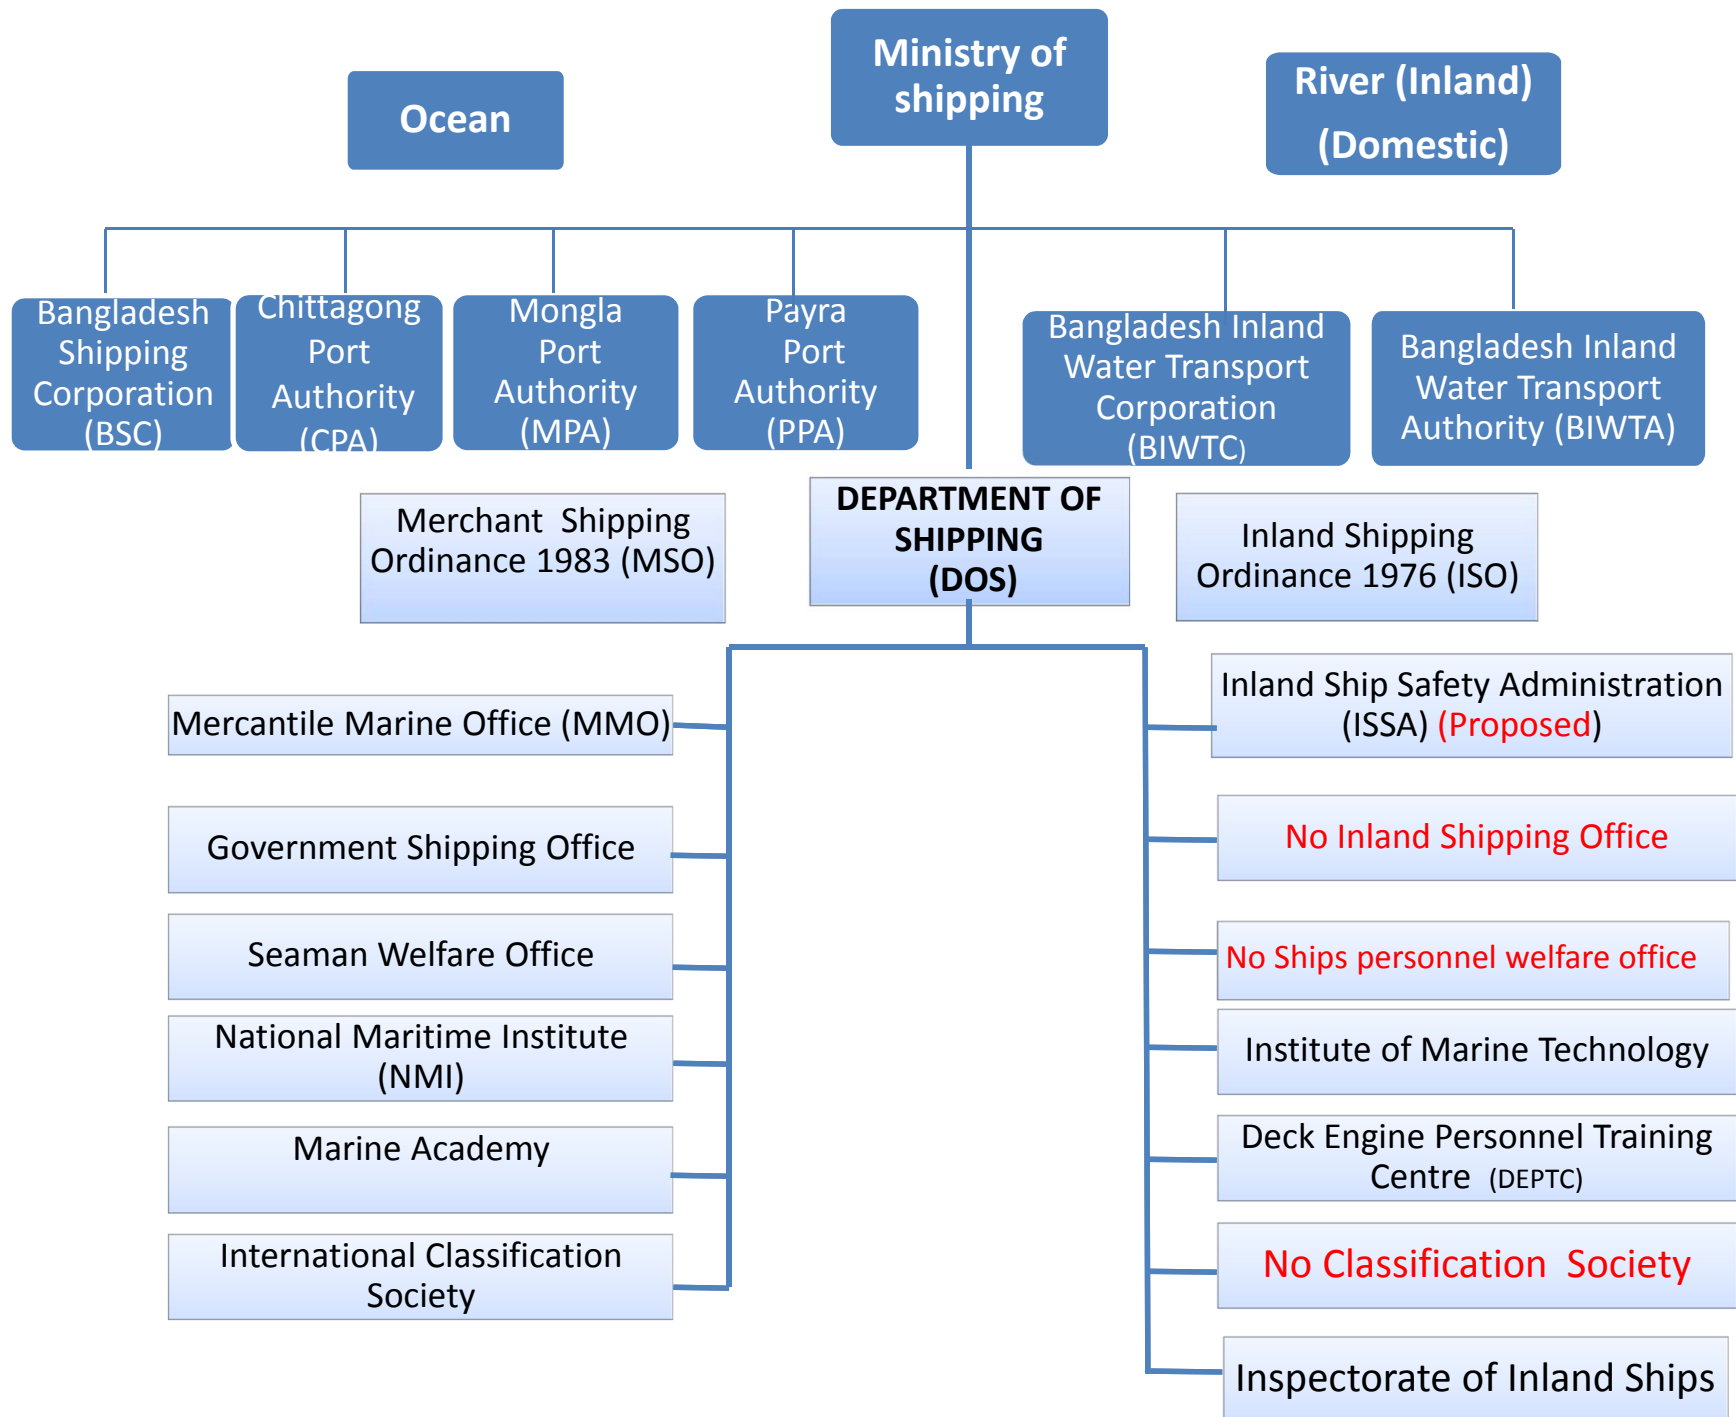 Ministry of
shipping
Ocean
River (Inland)
(Domestic)
Bangladesh
Shipping
Corporation
(BSC)
Chittagong
Port
Authority
(CPA)
Mongla
Port
Authority
(MPA)
Payra
Port
Authority
(PPA)
Bangladesh Inland
Water Transport
Corporation
(BIWTC)
Bangladesh Inland
Water Transport
Authority (BIWTA)
Merchant Shipping
Ordinance 1983 (MSO)
DEPARTMENT OF
SHIPPING
(DOS)
Inland Shipping
Ordinance 1976 (ISO)
Mercantile Marine Office (MMO)
Government Shipping Office
Seaman Welfare Office
National Maritime Institute
(NMI)
Marine Academy
International Classification
Society
Inland Ship Safety Administration
(ISSA) (Proposed)
No Inland Shipping Office
No Ships personnel welfare office
Institute of Marine Technology
Deck Engine Personnel Training
Centre (DEPTC)
No Classification Society
Inspectorate of Inland Ships